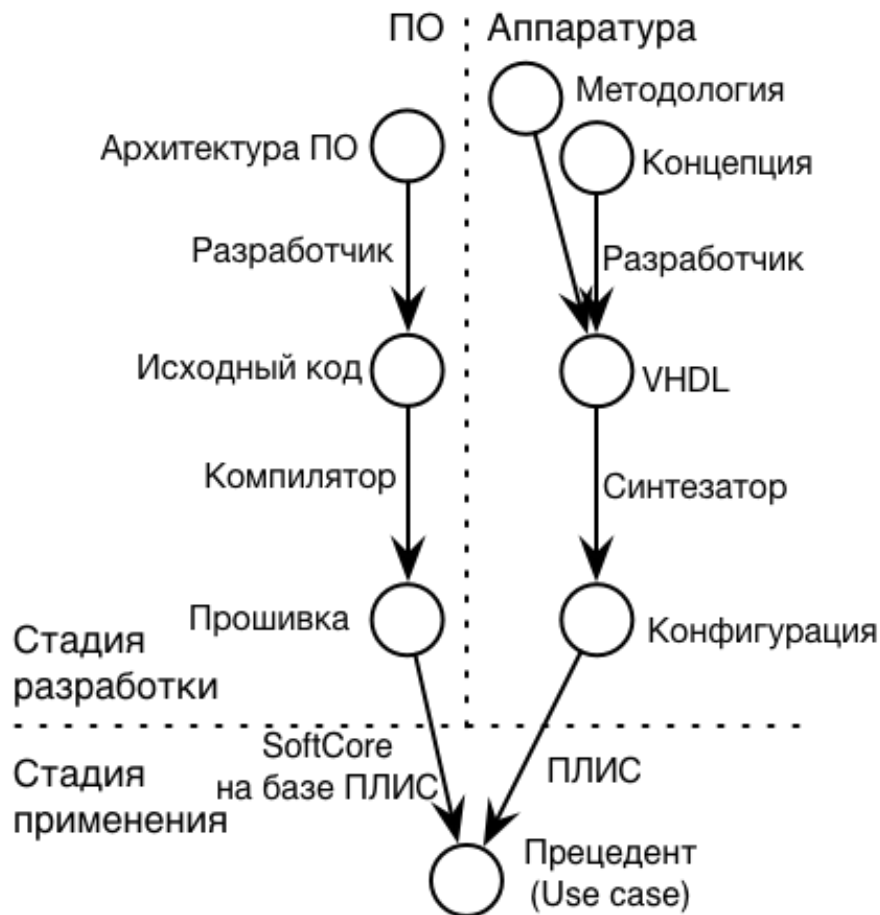 ПО
Аппаратура
Методология
Архитектура ПО
Концепция
Разработчик
Разработчик
Исходный код
VHDL
Компилятор
Синтезатор
Прошивка
Конфигурация
Стадия
разработки
SoftCore
на базе ПЛИС
ПЛИС
Стадия
применения
Прецедент
(Use case)